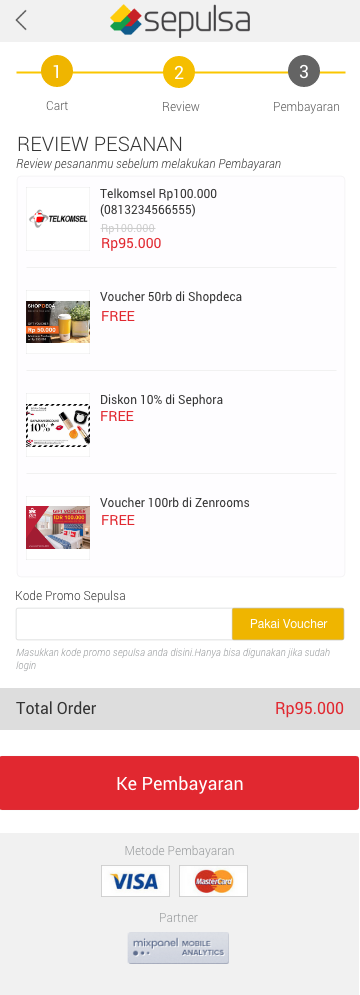 sepulsa
1 2 3
Cart Review Pembayaran
REVIEW PESANAN
Review pesananmu sebelum melakukan Pembayaran
Telkomsel Rp100.000
(0813234566555)
Rp100.000
TELKOMSEL
Rp95.000
Voucher 50rb di Shopdeca
SHOPDECA
FREE
Rp 50.000
Diskon 10% di Sephora
FREE
10%*
Voucher 100rb di Zenrooms
GIFT VOUCHER
IDR 100.000
ZEN
FREE
Kode Promo Sepulsa
Pakai Voucher
Masukkan kode promo sepulsa anda disini.Hanya bisa digunakan jika sudah
login
Total Order Rp95.000
Ke Pembayaran
Metode Pembayaran
VISA MasterCard
Partner
mixpanel MOBILE
ANALYTICS